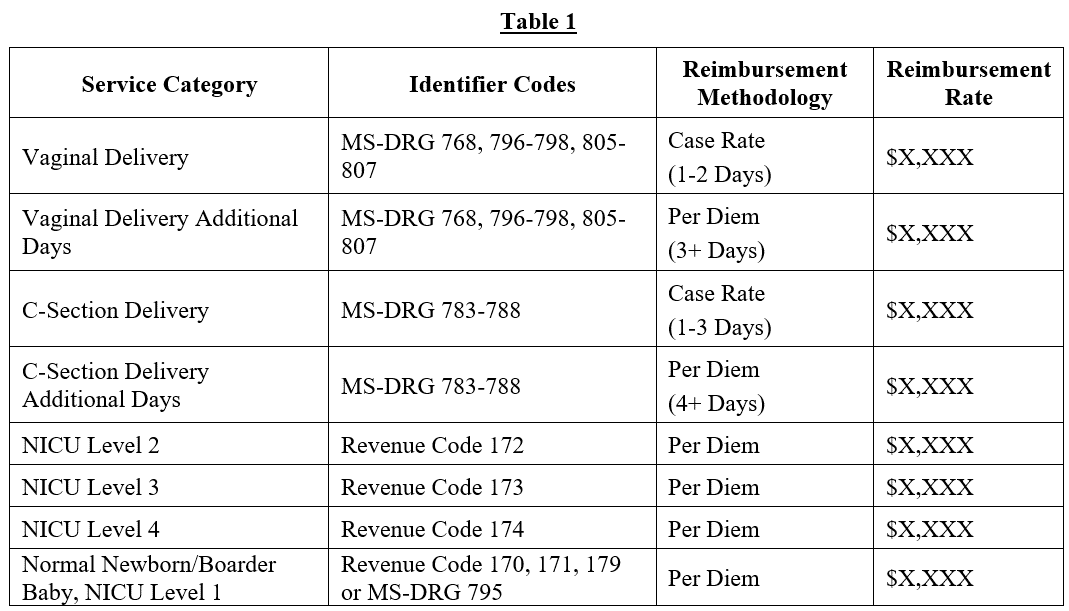 Table 1
Service Category
Identifier Codes
Reimbursement
Methodology
Reimbursement
Rate
Vaginal Delivery
MS-DRG 768, 796-798, 805-
807
Case Rate
(1-2 Days)
$X,XXX
Vaginal Delivery Additional
Days
MS-DRG 768, 796-798, 805-
807
Per Diem
(3+ Days)
$X,XXX
C-Section Delivery
MS-DRG 783-788
Case Rate
(1-3 Days)
$X,XXX
C-Section Delivery
Additional Days
MS-DRG 783-788
Per Diem
(4+ Days)
$X,XXX
NICU Level 2
Revenue Code 172
Per Diem
$X,XXX
NICU Level 3
Revenue Code 173
Per Diem
$X,XXX
NICU Level 4
Revenue Code 174
Per Diem
$X,XXX
Normal Newborn/Boarder
Baby, NICU Level 1
Revenue Code 170, 171, 179
or MS-DRG 795
Per Diem
$X,XXX